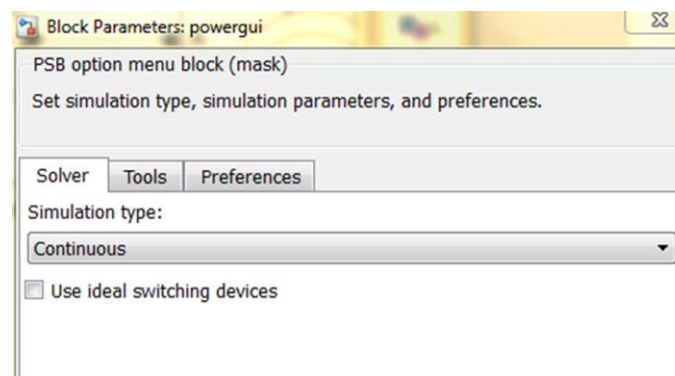 Block Parameters: powergui
PSB option menu block (mask)
Set simulation type, simulation parameters, and preferences.
Solver Tools Preferences
Simulation type:
Continuous
Use ideal switching devices